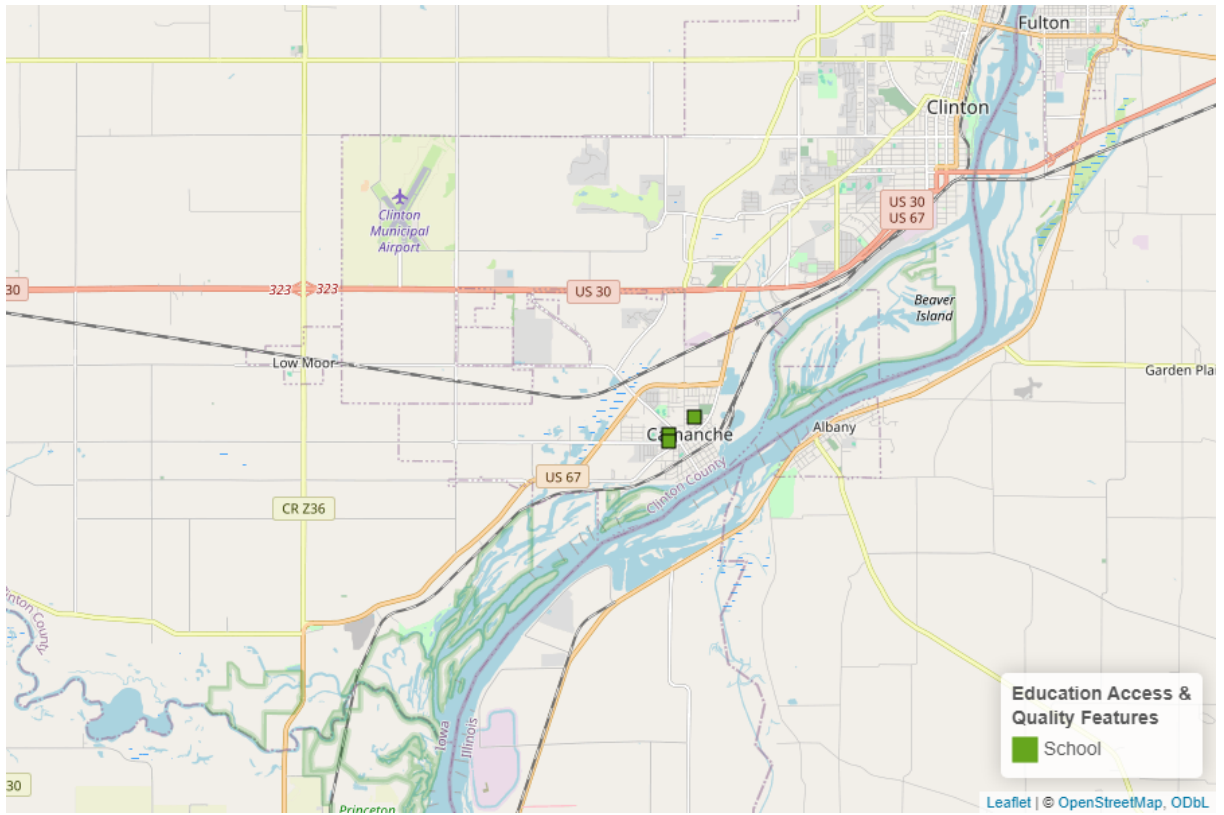 Fulton
Clinton
US 30
US 67
Clinton
Municipal
Airport
30
323
323
US 30
Beaver
Island
Low Moor
Garden Plai
Camanche
Albany
US 67
Clinton County
CR Z36
inton County
Iowa
Illinois
30
Princeton
Education Access &
Quality Features
School
Leaflet | © OpenStreetMap, ODbL